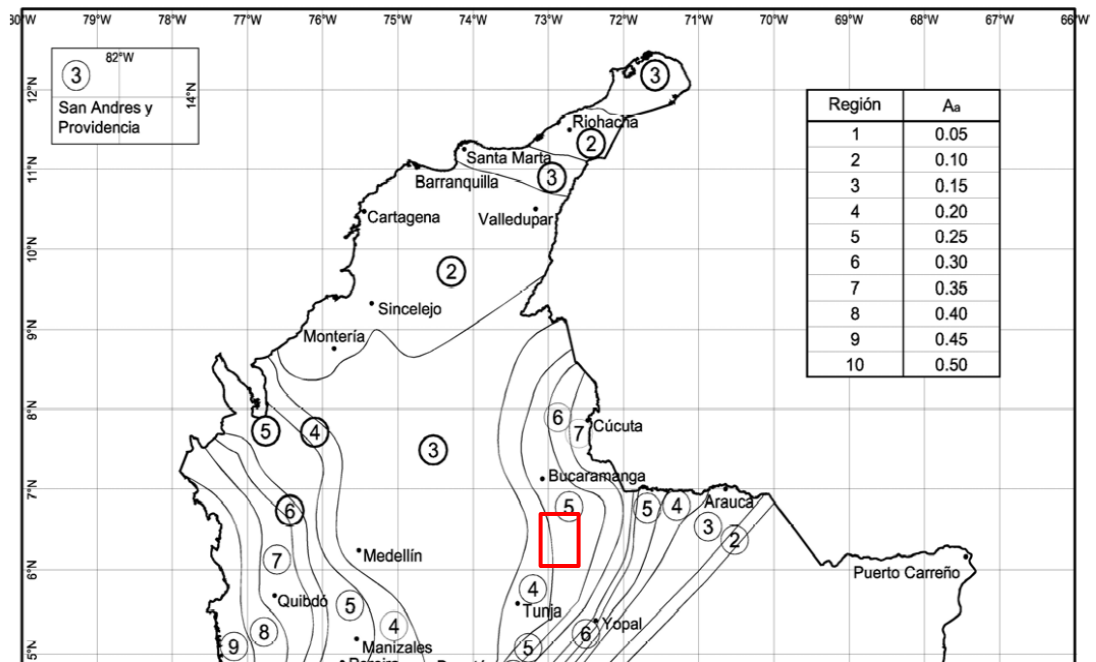 80°W 79°W 78°W 77°W 76°W 75°W 74°W 73°W 72°W 71°W 70°W 69°W 68°W 67°W 66°W
82°W
3
14°N
San Andres y
Providencia
12°N
3
Región Aa
1 0.05
2 0.10
3 0.15
4 0.20
5 0.25
6 0.30
7 0.35
8 0.40
9 0.45
10 0.50
Riohacha
2
11°N
Santa Marta
Barranquilla
3
Cartagena
Valledupar
10°N
2
Sincelejo
9°N
Montería
8°N
5
4
3
6
7
Cúcuta
Bucaramanga
7°N
6
5
5
4
Arauca
3
2
Medellín
7
6°N
Puerto Carreño
Quibdó
5
4
Tunja
8
4
Yopal
6
9
Manizales
5
5°N